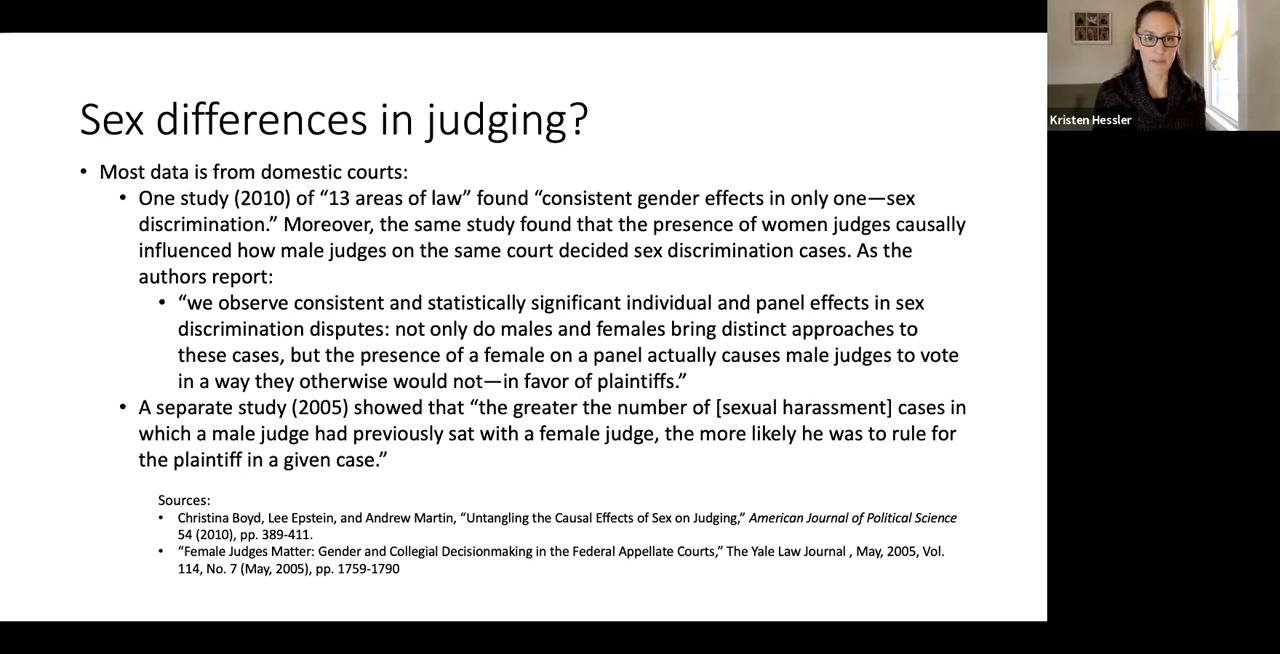 Sex differences in judging?
• Most data is from domestic courts:
• One study (2010) of “13 areas of law” found “consistent gender effects in only one—sex
discrimination.” Moreover, the same study found that the presence of women judges causally
influenced how male judges on the same court decided sex discrimination cases. As the
authors report:
• “we observe consistent and statistically significant individual and panel effects in sex
discrimination disputes: not only do males and females bring distinct approaches to
these cases, but the presence of a female on a panel actually causes male judges to vote
in a way they otherwise would not—in favor of plaintiffs.”
• A separate study (2005) showed that “the greater the number of [sexual harassment] cases in
which a male judge had previously sat with a female judge, the more likely he was to rule for
the plaintiff in a given case.”
Sources:
• Christina Boyd, Lee Epstein, and Andrew Martin, “Untangling the Causal Effects of Sex on Judging,” American Journal of Political Science
54 (2010), pp. 389-411.
• “Female Judges Matter: Gender and Collegial Decisionmaking in the Federal Appellate Courts,” The Yale Law Journal , May, 2005, Vol.
114, No. 7 (May, 2005), pp. 1759-1790
Kristen Hessler